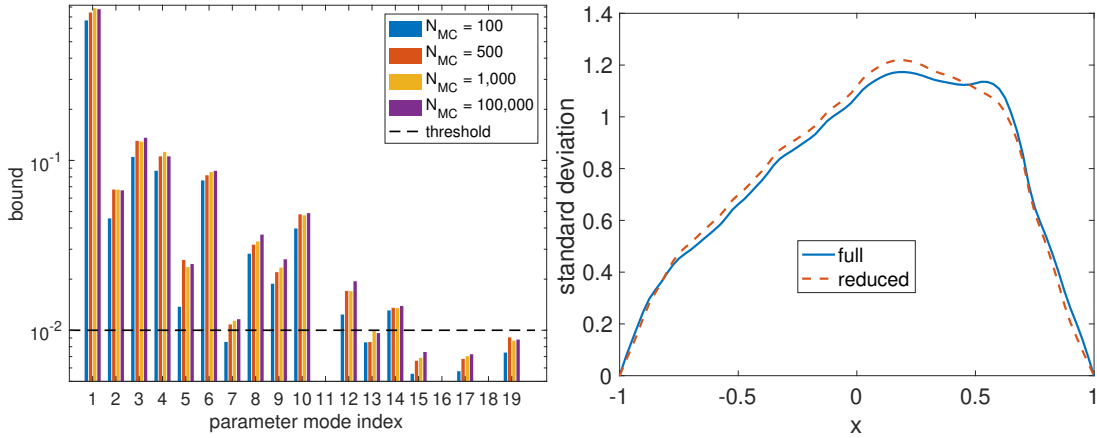 N_MC = 100
N_MC = 500
N_MC = 1,000
N_MC = 100,000
threshold
10^-1
10^-2
bound
1 2 3 4 5 6 7 8 9 10 11 12 13 14 15 16 17 18 19
parameter mode index
1.4
1.2
1
0.8
0.6
0.4
0.2
0
standard deviation
full
reduced
-1 -0.5 0 0.5 1
x